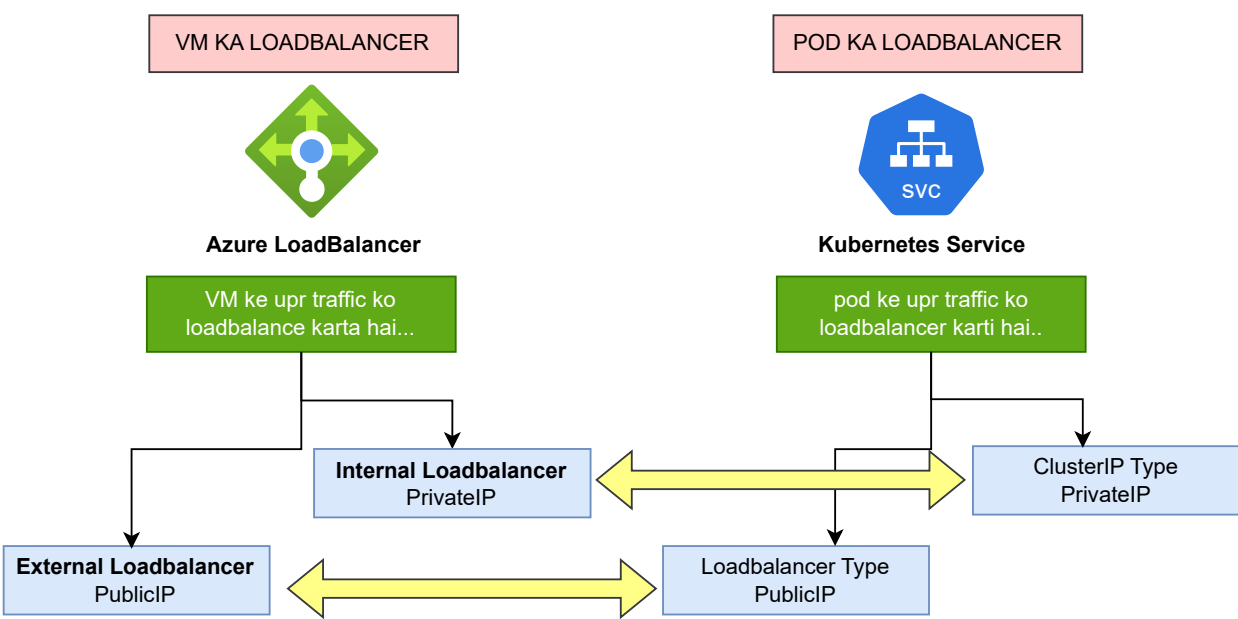 VM KA LOADBALANCER
POD KA LOADBALANCER
SVC
Azure LoadBalancer
Kubernetes Service
VM ke upr traffic ko
loadbalance karta hai...
pod ke upr traffic ko
loadbalancer karti hai..
Internal Loadbalancer
PrivateIP
ClusterIP Type
PrivateIP
External Loadbalancer
PublicIP
Loadbalancer Type
PublicIP